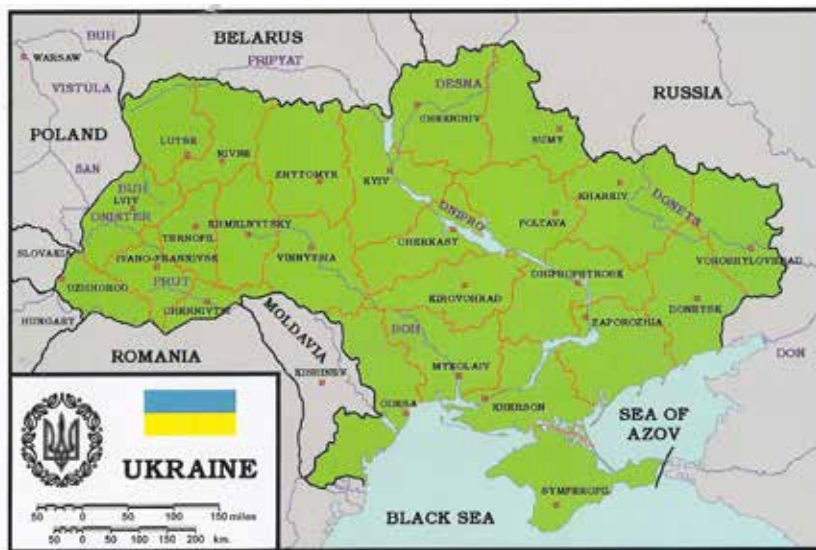 BUH
BELARUS
WARSAW
PRIPYAT
VISTULA
DESNA
RUSSIA
CHERNIHIV
POLAND
SUMY
LUTSK
RIVNE
SAN
ZHYTOMYR
KYIV
KHARKIV
BUH
LVIV
DNISTER
DNIPRO
DONETS
POLTAVA
TERNOPIL
KHMELNYTSKY
CHERKASY
SLOVAKIA
IVANO-FRANKIVSK
VINNYTSIA
VOROSHYLOVHRAD
UZHHOROD
PRUT
DNIPROPETROVSK
HUNGARY
CHERNIVTSI
KIROVOHRAD
DONETSK
MOLDAVIA
ZAPOROZHIA
BOH
ROMANIA
DON
KISHINEV
MYKOLAIV
ODESA
KHERSON
SEA OF
AZOV
UKRAINE
SYMFEROPIL
50 0 50 100 150 miles
BLACK SEA
50 0 50 100 150 200 km.